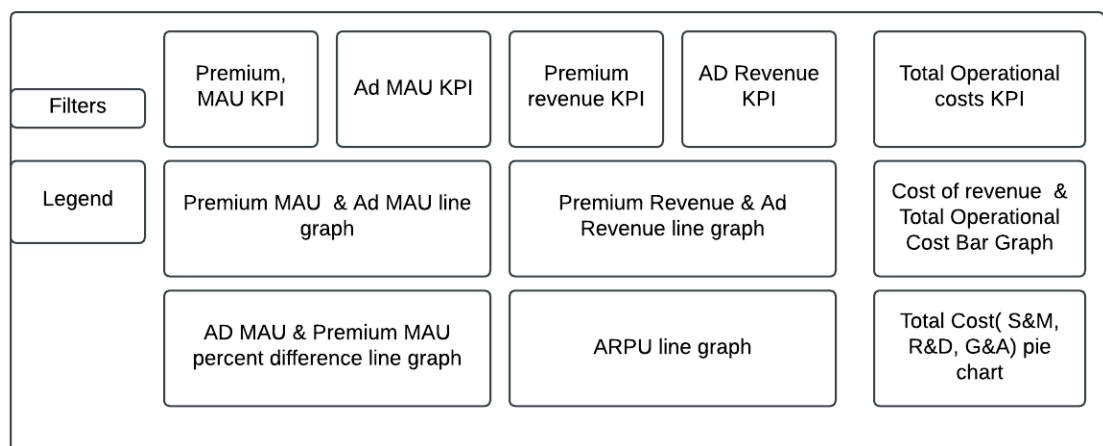 Filters
Premium,
MAU KPI
Ad MAU KPI
Premium
revenue KPI
AD Revenue
KPI
Total Operational
costs KPI
Legend
Premium MAU  & Ad MAU line
graph
Premium Revenue & Ad
Revenue line graph
Cost of revenue  &
Total Operational
Cost Bar Graph
AD MAU & Premium MAU
percent difference line graph
ARPU line graph
Total Cost( S&M,
R&D, G&A) pie
chart